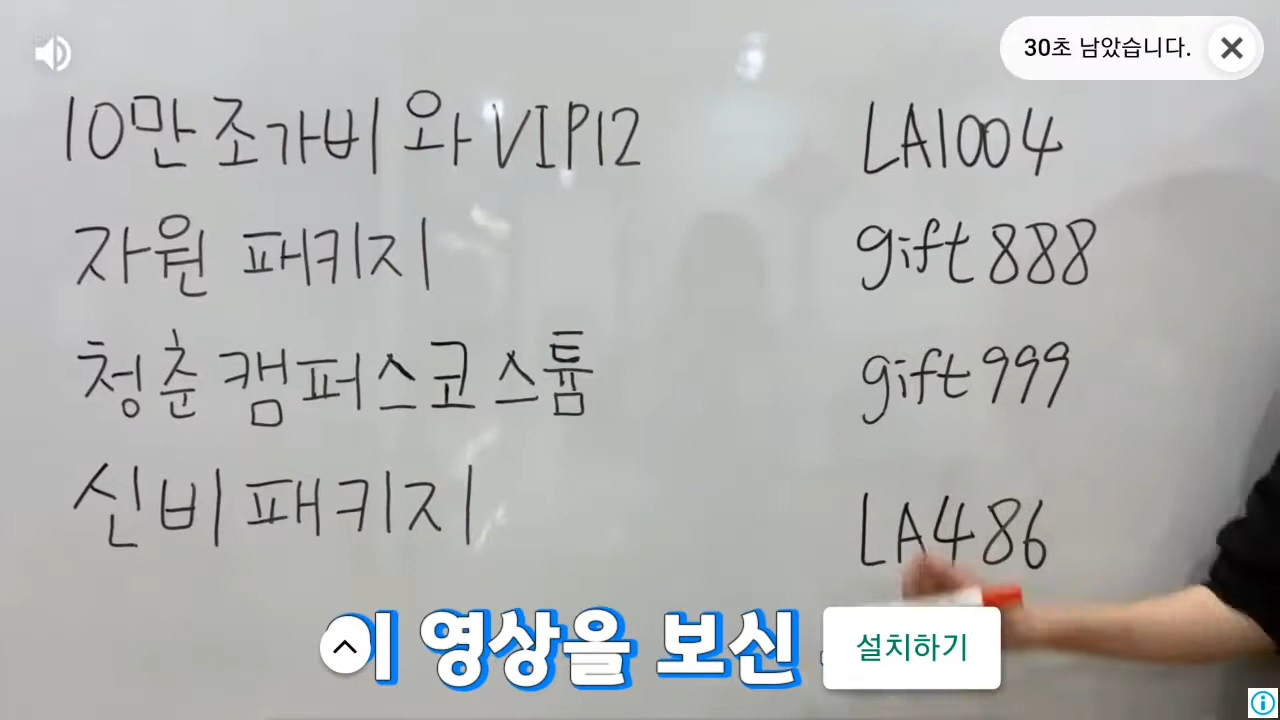 30초 남았습니다.
10만 조가비와 VIP12 LA1004
자원 패키지 gift888
청춘캠퍼스코스튬 gift999
신비패키지 LA486
이 영상을 보신
설치하기